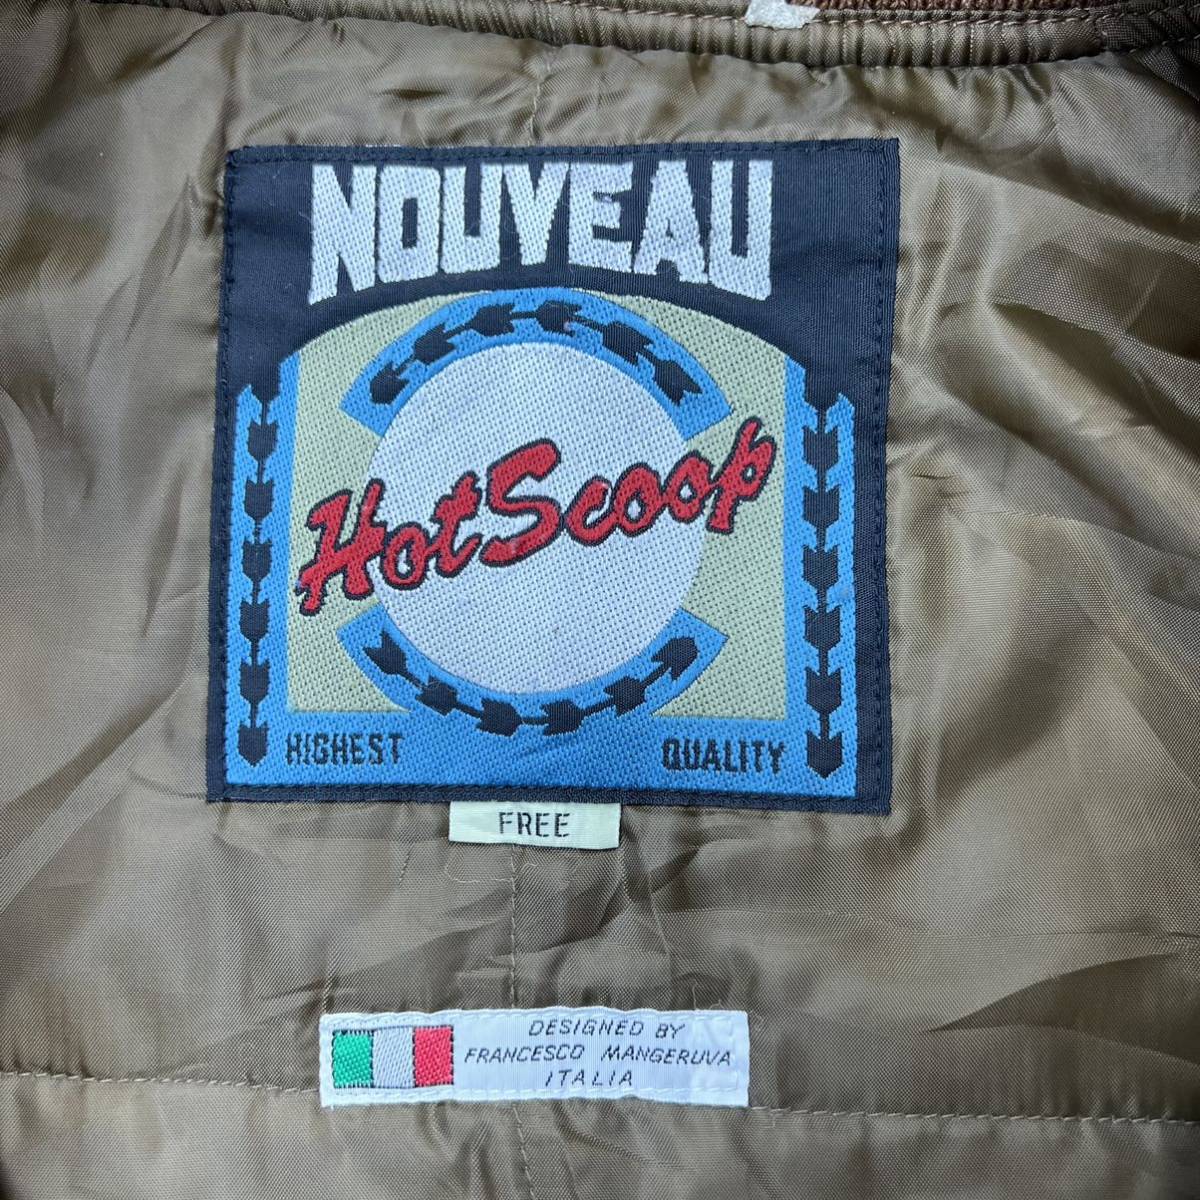 NOUVEAU
HotScoop
HIGHEST QUALITY
FREE
DESIGNED BY
FRANCESCO MANGERUVA
ITALIA